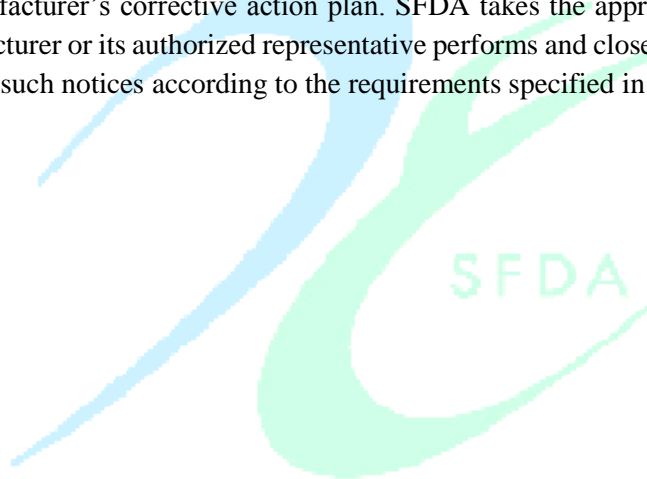 facturer's corrective action plan. SFDA takes the appr
cturer or its authorized representative performs and close
such notices according to the requirements specified in
SFDA